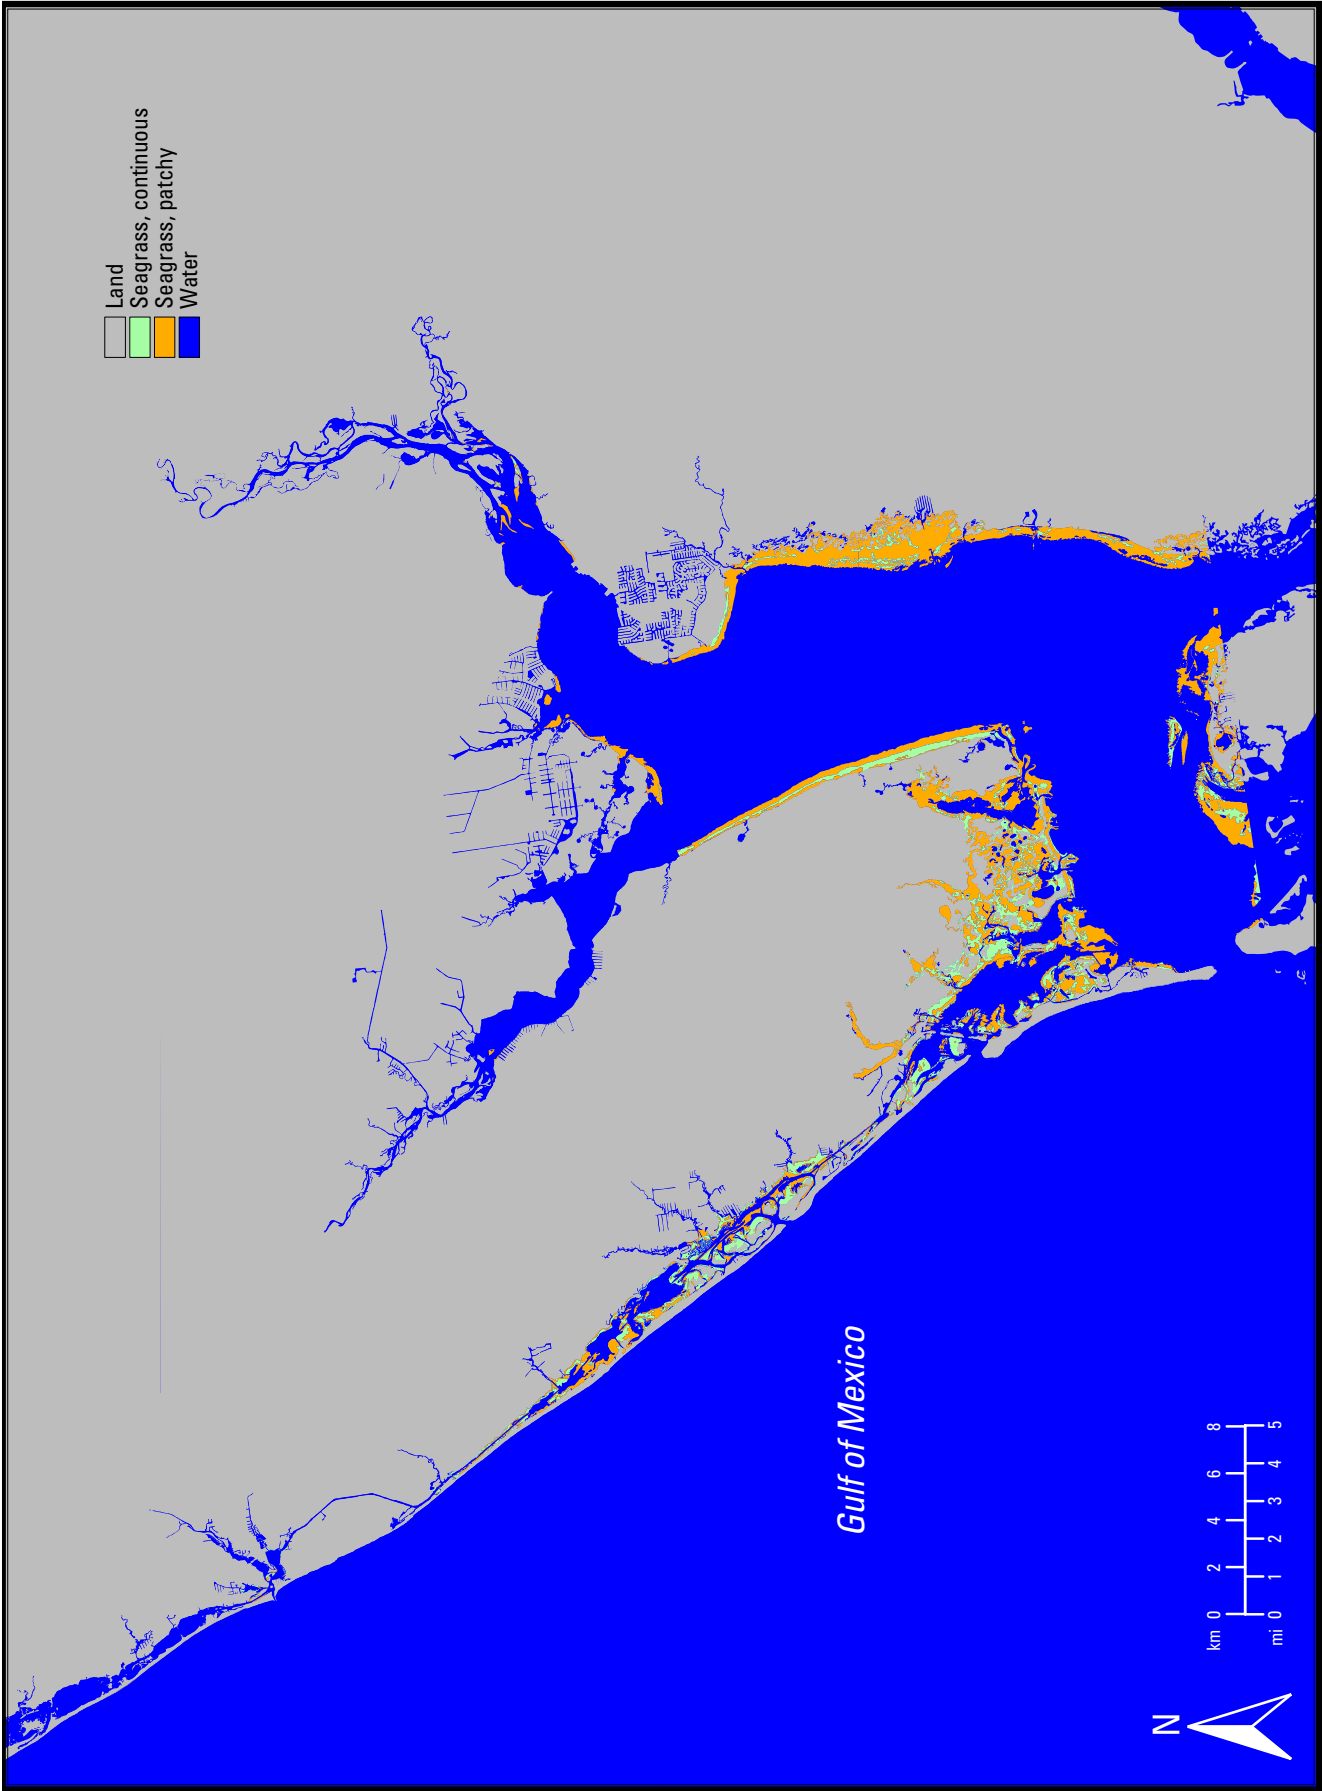 Land
Seagrass, continuous
Seagrass, patchy
Water
Gulf of Mexico
N
km 0 2 4 6 8
mi 0 1 2 3 4 5